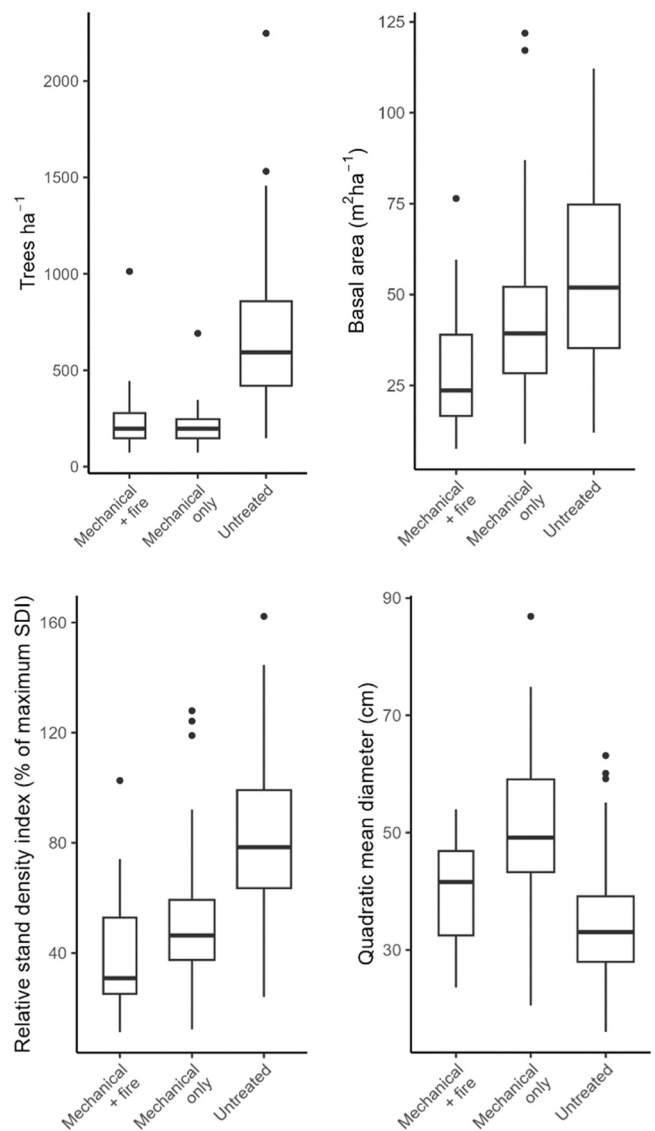 Trees ha⁻¹
2000
1500
1000
500
0
Mechanical
+ fire
Mechanical
only
Untreated
Basal area (m²ha⁻¹)
125
100
75
50
25
Mechanical
+ fire
Mechanical
only
Untreated
Relative stand density index (% of maximum SDI)
160
120
80
40
Mechanical
+ fire
Mechanical
only
Untreated
Quadratic mean diameter (cm)
90
70
50
30
Mechanical
+ fire
Mechanical
only
Untreated